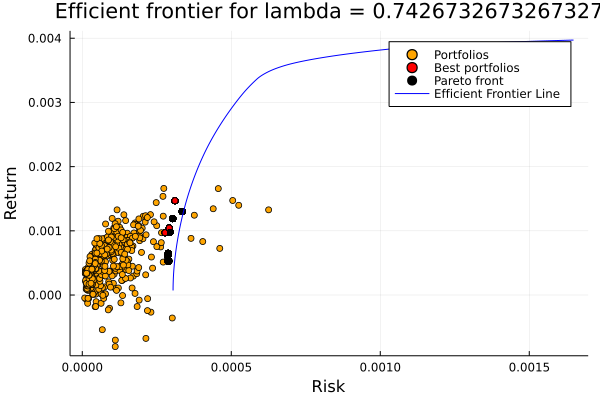 Efficient frontier for lambda = 0.7426732673267327
0.004
0.003
0.002
0.001
0.000
Return
Portfolios
Best portfolios
Pareto front
Efficient Frontier Line
0.0000
0.0005
0.0010
0.0015
Risk